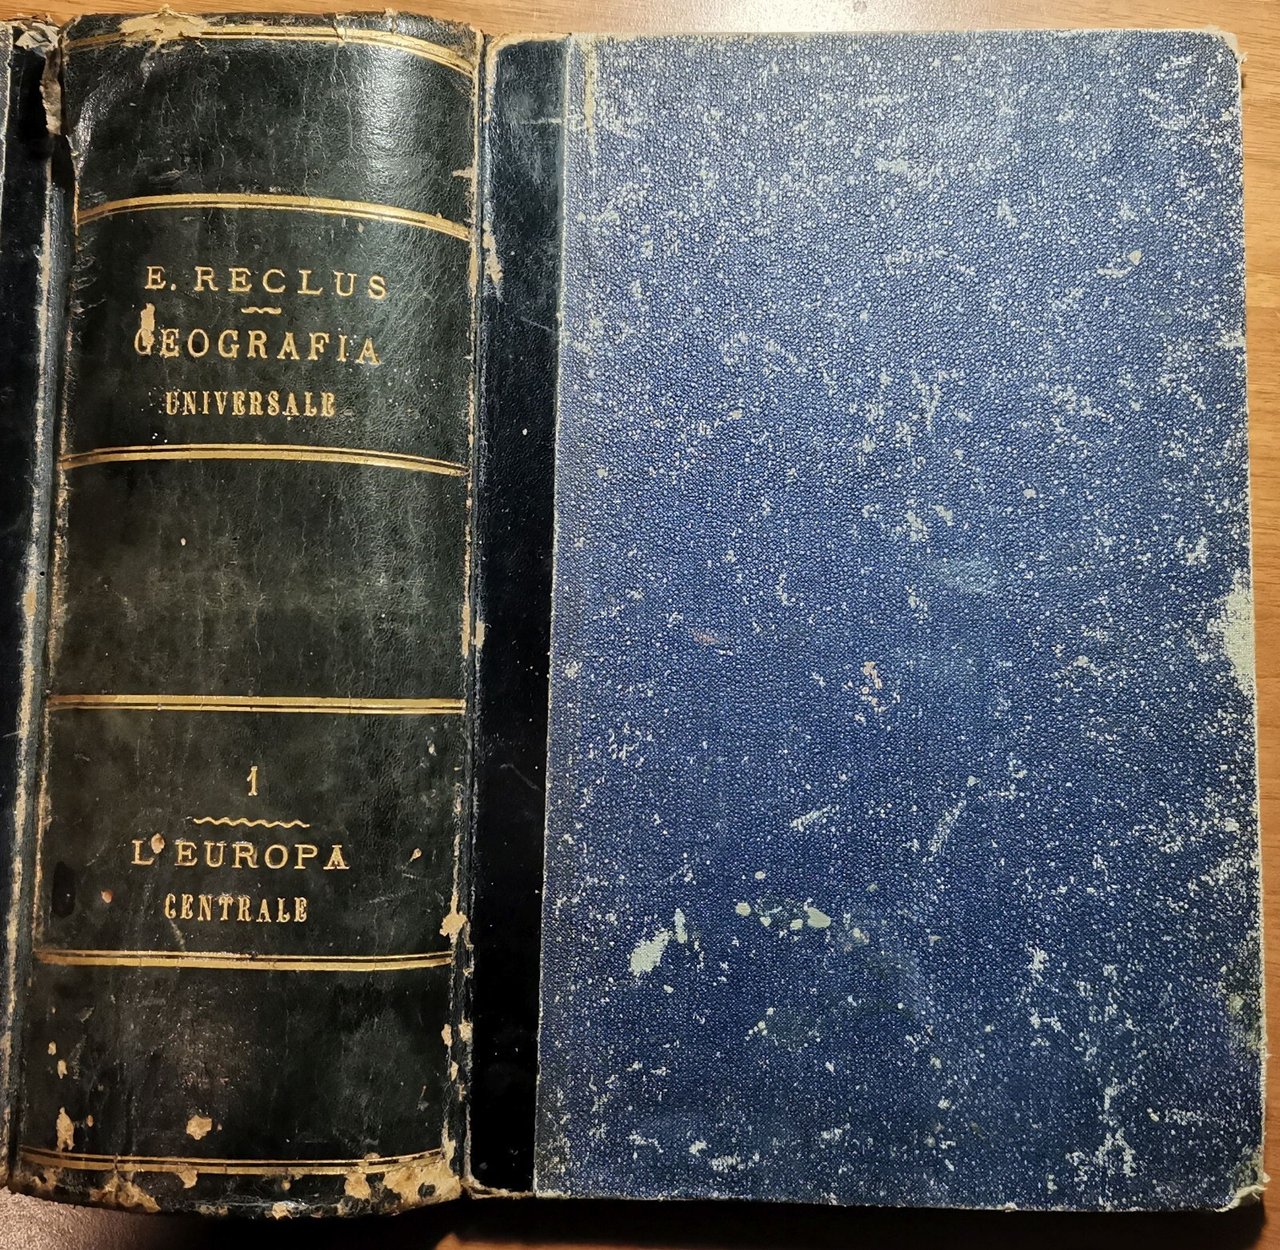 E. RECLUS
GEOGRAFIA
UNIVERSALE
1
L'EUROPA
CENTRALE